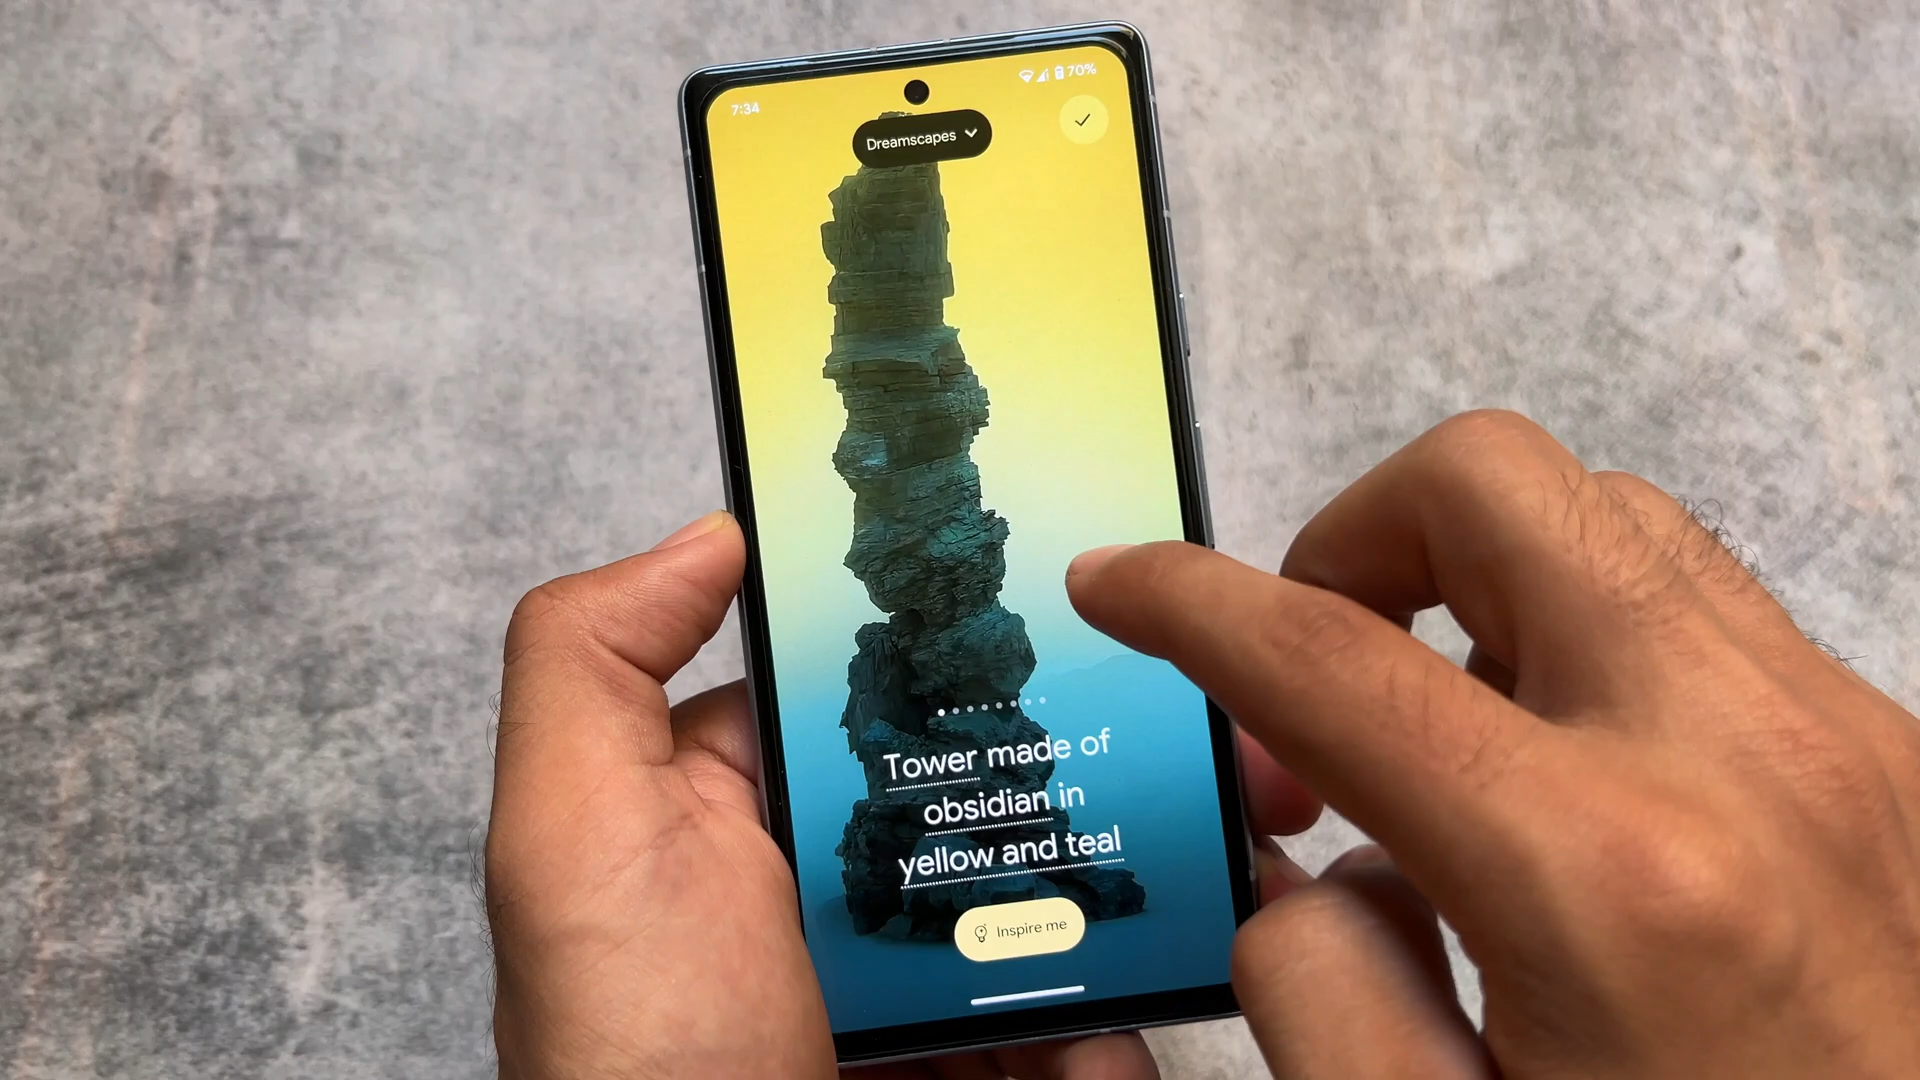 7:34
70%
Dreamscapes
Tower made of
obsidian in
yellow and teal
Inspire me